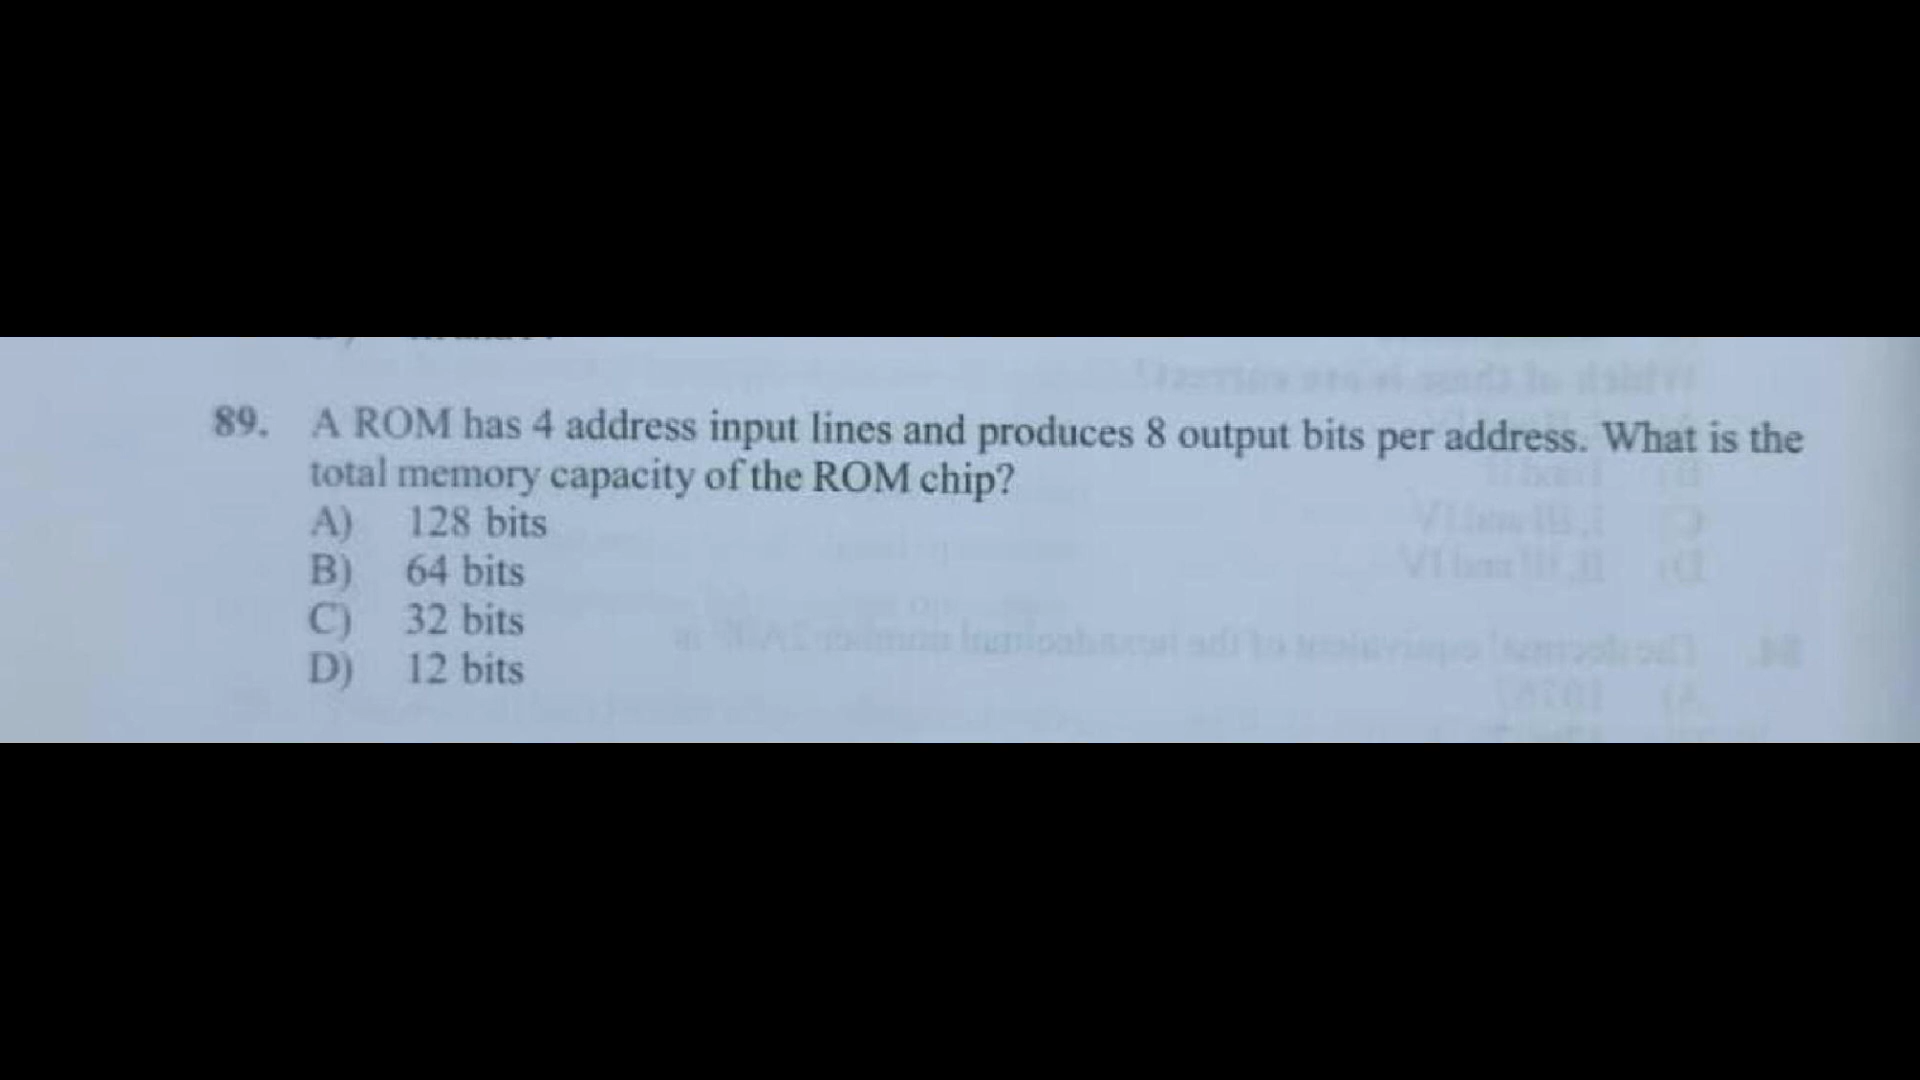 89. A ROM has 4 address input lines and produces 8 output bits per address. What is the
total memory capacity of the ROM chip?
A) 128 bits
B) 64 bits
C) 32 bits
D) 12 bits